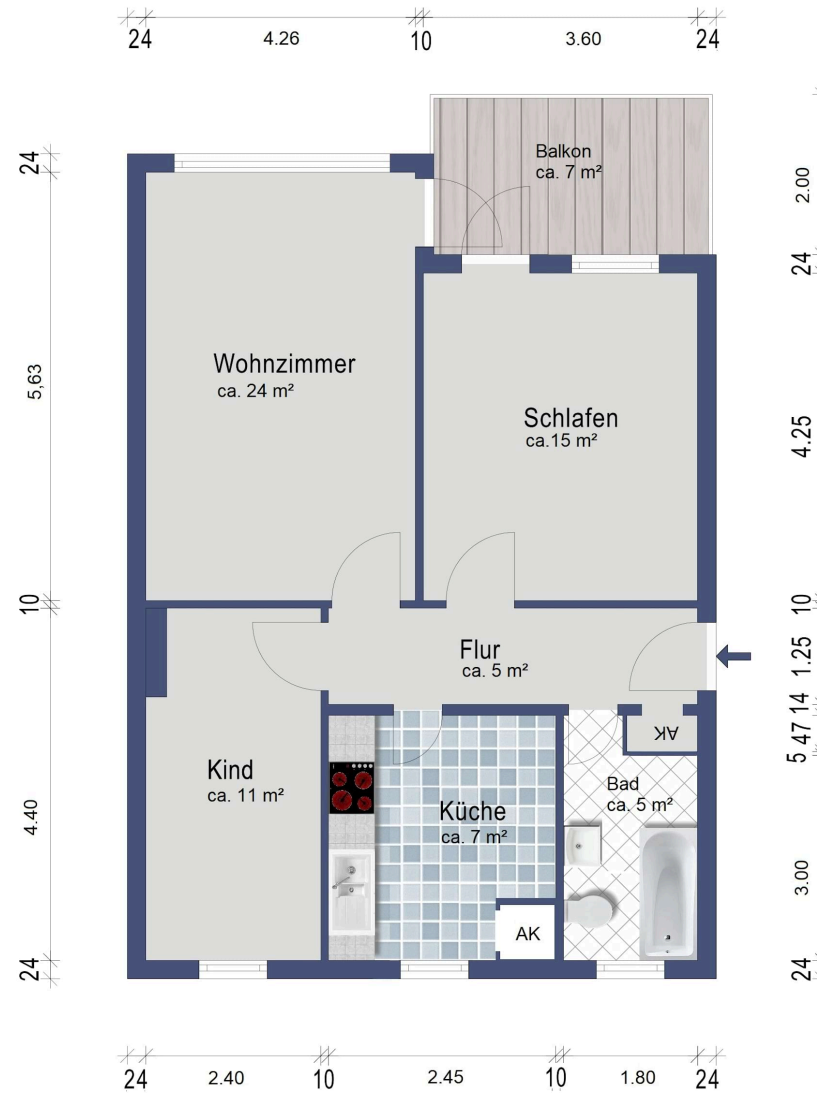 24 4.26 10 3.60 24
Balkon
ca. 7 m²
24
2.00
24
Wohnzimmer
ca. 24 m²
5,63
Schlafen
ca.15 m²
4.25
10
10
Flur
ca. 5 m²
1.25
14
47
5
AK
Kind
ca. 11 m²
Küche
ca. 7 m²
Bad
ca. 5 m²
4.40
3.00
AK
24
24
24 2.40 10 2.45 10 1.80 24